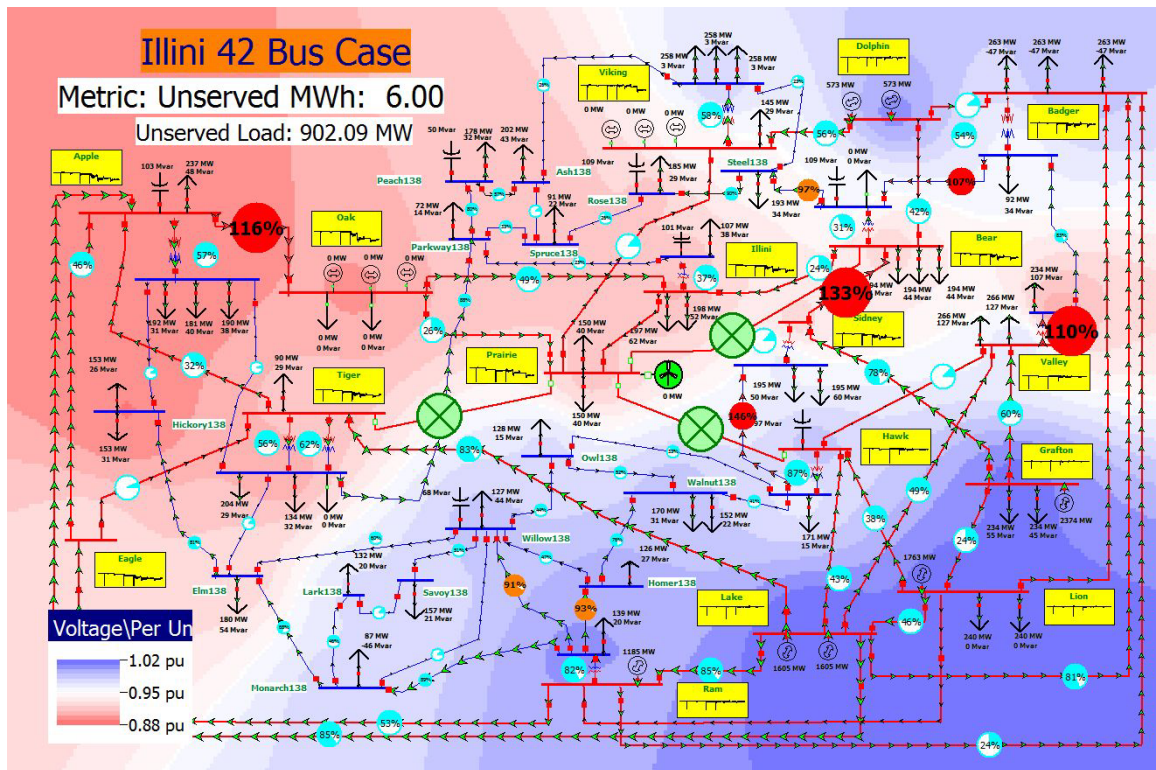 Illini 42 Bus Case
Metric: Unserved MWh: 6.00
Unserved Load: 902.09 MW
258 MW
3 Mvar
258 MW
3 Mvar
258 MW
3 Mvar
Viking
Dolphin
573 MW
573 MW
263 MW
-47 Mvar
263 MW
-47 Mvar
263 MW
-47 Mvar
Badger
58%
56%
54%
0 MW
0 MW
0 MW
145 MW
29 Mvar
50 Mvar
178 MW
32 Mvar
202 MW
43 Mvar
109 Mvar
185 MW
29 Mvar
Steel138
109 Mvar
0 MW
0 Mvar
Apple
103 Mvar
237 MW
48 Mvar
Peach138
Ash138
Rose138
97%
107%
193 MW
34 Mvar
92 MW
34 Mvar
42%
31%
116%
Oak
72 MW
14 Mvar
91 MW
22 Mvar
Parkway138
Spruce138
101 Mvar
107 MW
38 Mvar
Illini
Bear
46%
57%
0 MW
0 MW
0 MW
49%
37%
24%
133%
194 MW
44 Mvar
194 MW
44 Mvar
234 MW
107 Mvar
192 MW
31 Mvar
181 MW
40 Mvar
190 MW
38 Mvar
0 MW
0 Mvar
0 MW
0 Mvar
26%
197 MW
62 Mvar
198 MW
52 Mvar
Sidney
266 MW
127 Mvar
266 MW
127 Mvar
110%
Valley
150 MW
40 Mvar
Prairie
0 MW
150 MW
40 Mvar
32%
90 MW
29 Mvar
Tiger
153 MW
26 Mvar
Hickory138
153 MW
31 Mvar
78%
195 MW
50 Mvar
195 MW
60 Mvar
97 Mvar
146%
60%
56%
62%
83%
128 MW
15 Mvar
Owl138
87%
Hawk
Grafton
204 MW
29 Mvar
134 MW
32 Mvar
0 MW
0 Mvar
68 Mvar
127 MW
44 Mvar
Walnut138
170 MW
31 Mvar
152 MW
22 Mvar
171 MW
15 Mvar
49%
38%
234 MW
55 Mvar
234 MW
45 Mvar
2374 MW
Willow138
126 MW
27 Mvar
24%
Eagle
132 MW
20 Mvar
Elm138
Lark138
Savoy138
157 MW
21 Mvar
91%
93%
Homer138
43%
1763 MW
Lake
Lion
180 MW
54 Mvar
139 MW
20 Mvar
46%
240 MW
0 Mvar
240 MW
0 Mvar
Voltage\Per Un
1.02 pu
0.95 pu
0.88 pu
87 MW
-46 Mvar
Monarch138
82%
1185 MW
85%
1605 MW
1605 MW
81%
Ram
53%
85%
24%